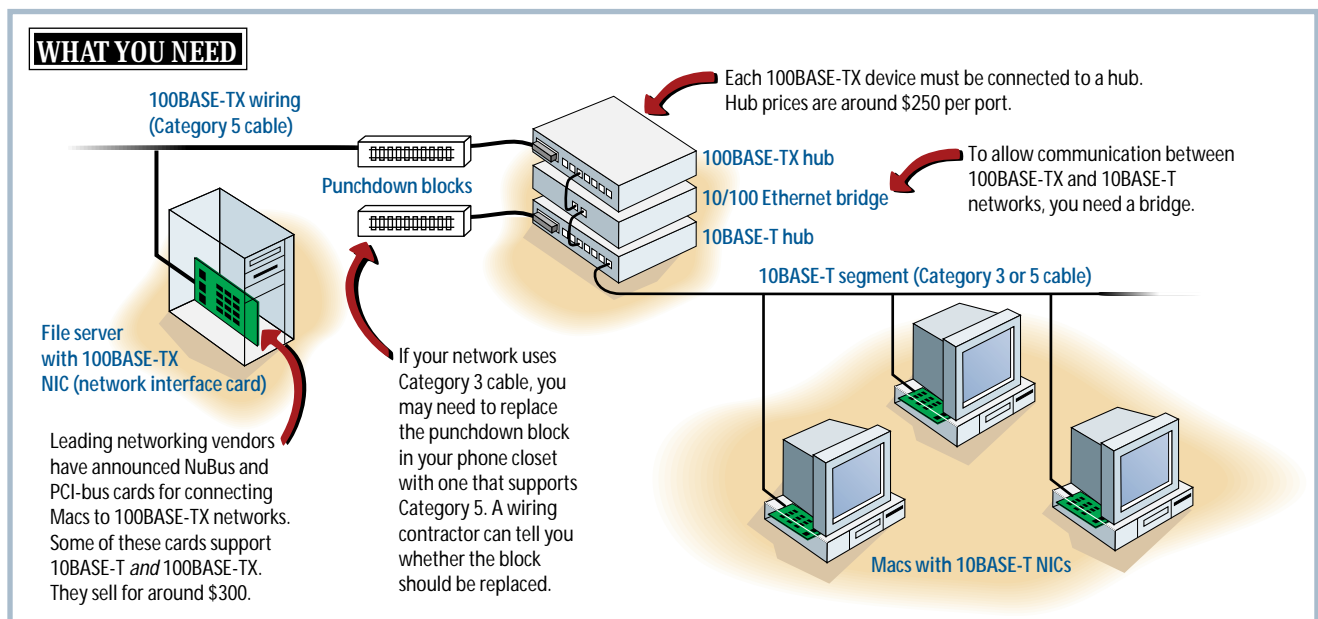 WHAT YOU NEED
100BASE-TX wiring
(Category 5 cable)
Punchdown blocks
Each 100BASE-TX device must be connected to a hub.
Hub prices are around $250 per port.
100BASE-TX hub
10/100 Ethernet bridge
10BASE-T hub
To allow communication between
100BASE-TX and 10BASE-T
networks, you need a bridge.
10BASE-T segment (Category 3 or 5 cable)
File server
with 100BASE-TX
NIC (network interface card)
Leading networking vendors
have announced NuBus and
PCI-bus cards for connecting
Macs to 100BASE-TX networks.
Some of these cards support
10BASE-T and 100BASE-TX.
They sell for around $300.
If your network uses
Category 3 cable, you
may need to replace
the punchdown block
in your phone closet
with one that supports
Category 5. A wiring
contractor can tell you
whether the block
should be replaced.
Macs with 10BASE-T NICs